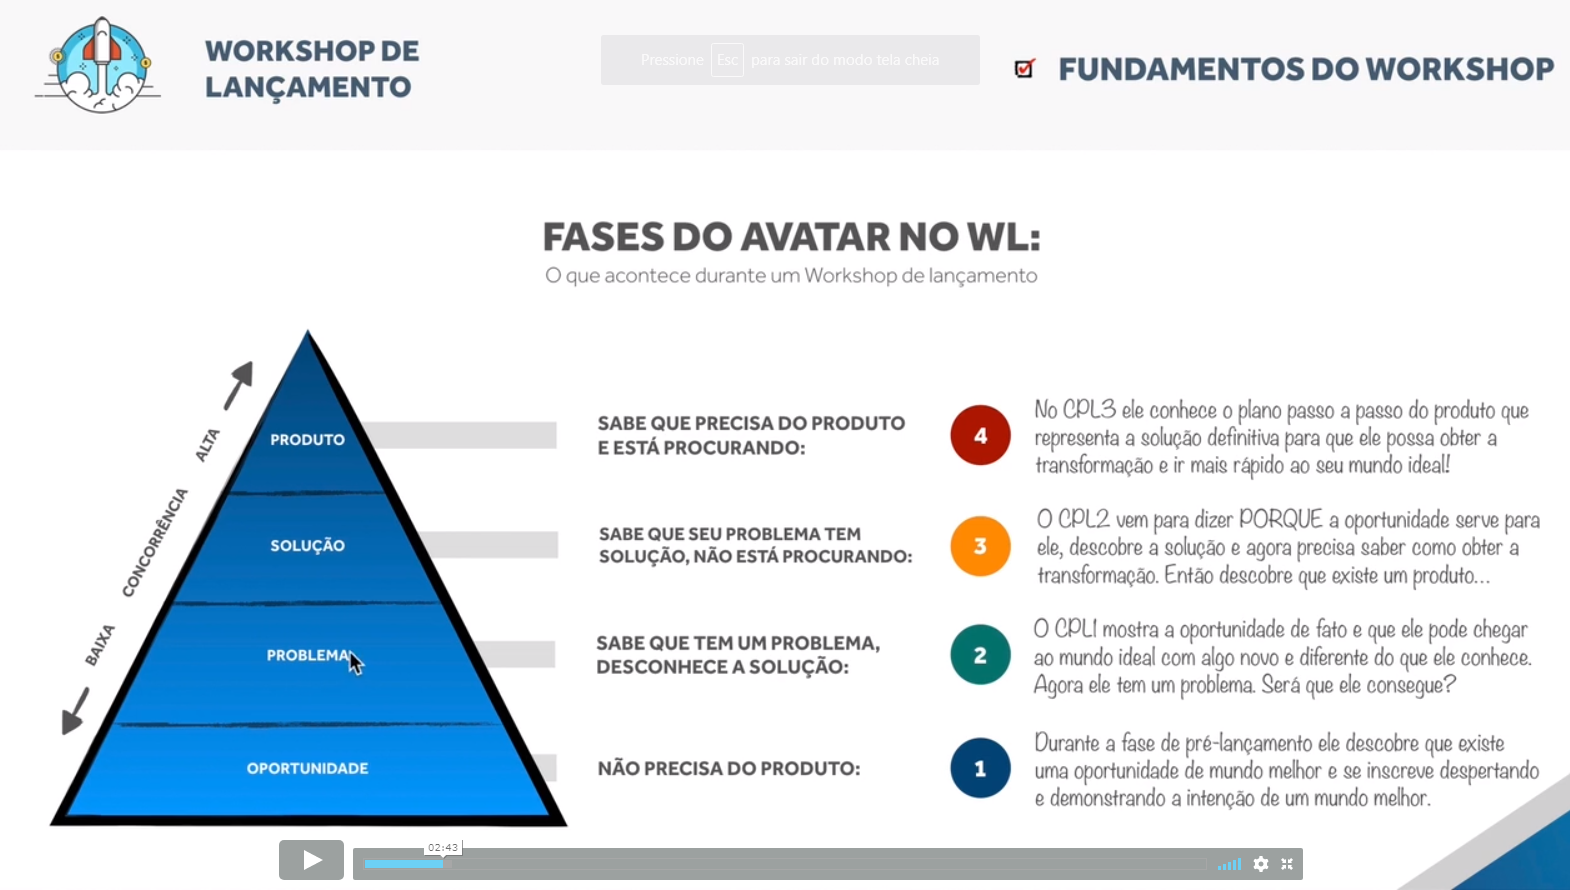 WORKSHOP DE
LANÇAMENTO
Pressione Esc para sair do modo tela cheia
FUNDAMENTOS DO WORKSHOP
FASES DO AVATAR NO WL:
O que acontece durante um Workshop de lançamento
BAIXA CONCORRÊNCIA ALTA
PRODUTO
SABE QUE PRECISA DO PRODUTO
E ESTÁ PROCURANDO:
4
No CPL3 ele conhece o plano passo a passo do produto que
representa a solução definitiva para que ele possa obter a
transformação e ir mais rápido ao seu mundo ideal!
SOLUÇÃO
SABE QUE SEU PROBLEMA TEM
SOLUÇÃO, NÃO ESTÁ PROCURANDO:
3
O CPL2 vem para dizer PORQUE a oportunidade serve para
ele, descobre a solução e agora precisa saber como obter a
transformação. Então descobre que existe um produto...
PROBLEMA
SABE QUE TEM UM PROBLEMA,
DESCONHECE A SOLUÇÃO:
2
O CPL1 mostra a oportunidade de fato e que ele pode chegar
ao mundo ideal com algo novo e diferente do que ele conhece.
Agora ele tem um problema. Será que ele consegue?
OPORTUNIDADE
NÃO PRECISA DO PRODUTO:
1
Durante a fase de pré-lançamento ele descobre que existe
uma oportunidade de mundo melhor e se inscreve despertando
e demonstrando a intenção de um mundo melhor.
02:43